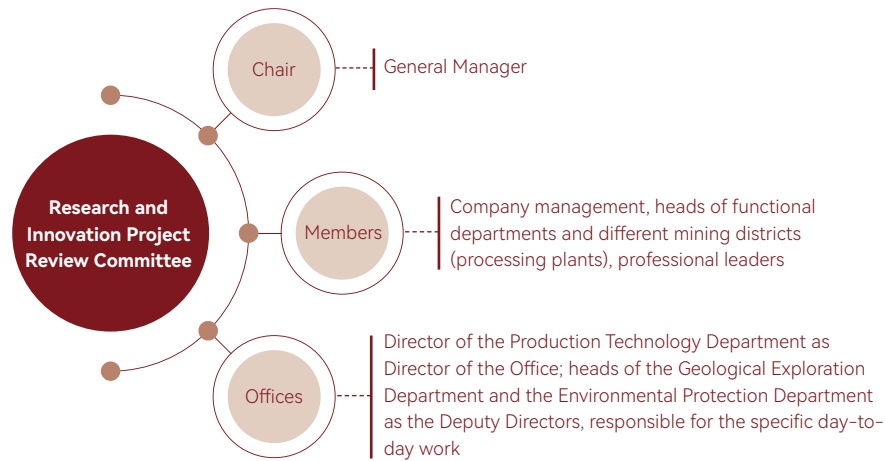 Research and
Innovation Project
Review Committee
Chair
General Manager
Members
Company management, heads of functional
departments and different mining districts
(processing plants), professional leaders
Offices
Director of the Production Technology Department as
Director of the Office; heads of the Geological Exploration
Department and the Environmental Protection Department
as the Deputy Directors, responsible for the specific day-to-
day work